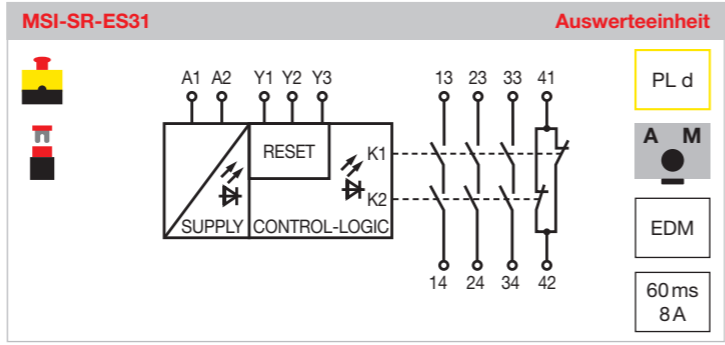 MSI-SR-ES31 Auswerteeinheit
A1 A2 Y1 Y2 Y3 13 23 33 41
PL d
RESET
K1
A M
K2
SUPPLY CONTROL-LOGIC
EDM
14 24 34 42
60 ms
8 A